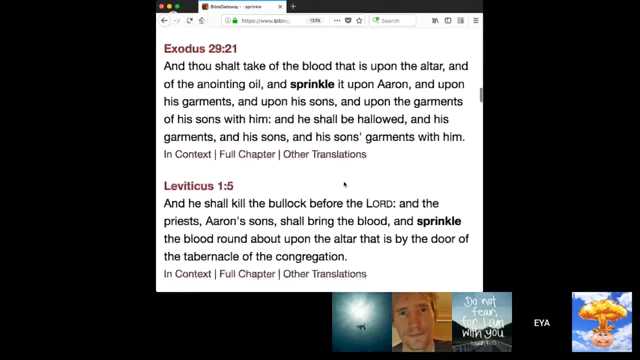 BibleGateway - : sprinkle
https://www.bibleg
133%
Search
Exodus 29:21
And thou shalt take of the blood that is upon the altar, and
of the anointing oil, and sprinkle it upon Aaron, and upon
his garments, and upon his sons, and upon the garments
of his sons with him: and he shall be hallowed, and his
garments, and his sons, and his sons' garments with him.
In Context | Full Chapter | Other Translations
Leviticus 1:5
And he shall kill the bullock before the LORD: and the
priests, Aaron's sons, shall bring the blood, and sprinkle
the blood round about upon the altar that is by the door of
the tabernacle of the congregation.
In Context | Full Chapter | Other Translations
Do not
fear,
for I am
with you
EYA